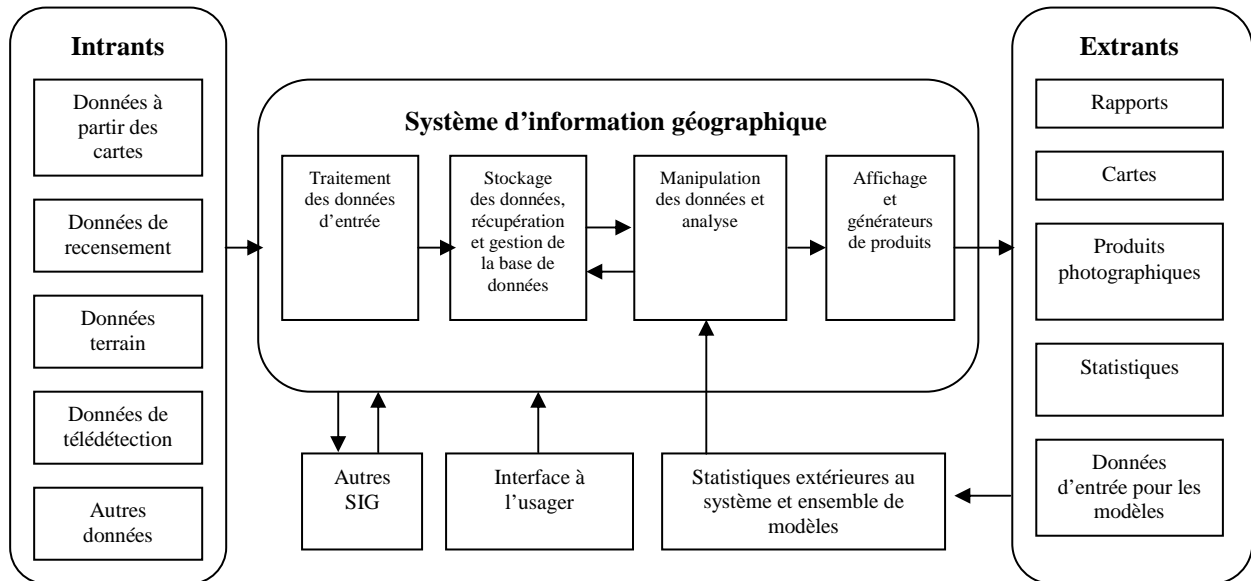 Intrants
Données à
partir des
cartes
Données de
recensement
Données
terrain
Données de
télédétection
Autres
données
Système d'information géographique
Traitement
des données
d'entrée
Stockage
des données,
récupération
et gestion de
la base de
données
Manipulation
des données et
analyse
Affichage
et
générateurs
de produits
Autres
SIG
Interface à
l'usager
Statistiques extérieures au
système et ensemble de
modèles
Extrants
Rapports
Cartes
Produits
photographiques
Statistiques
Données
d'entrée pour les
modèles